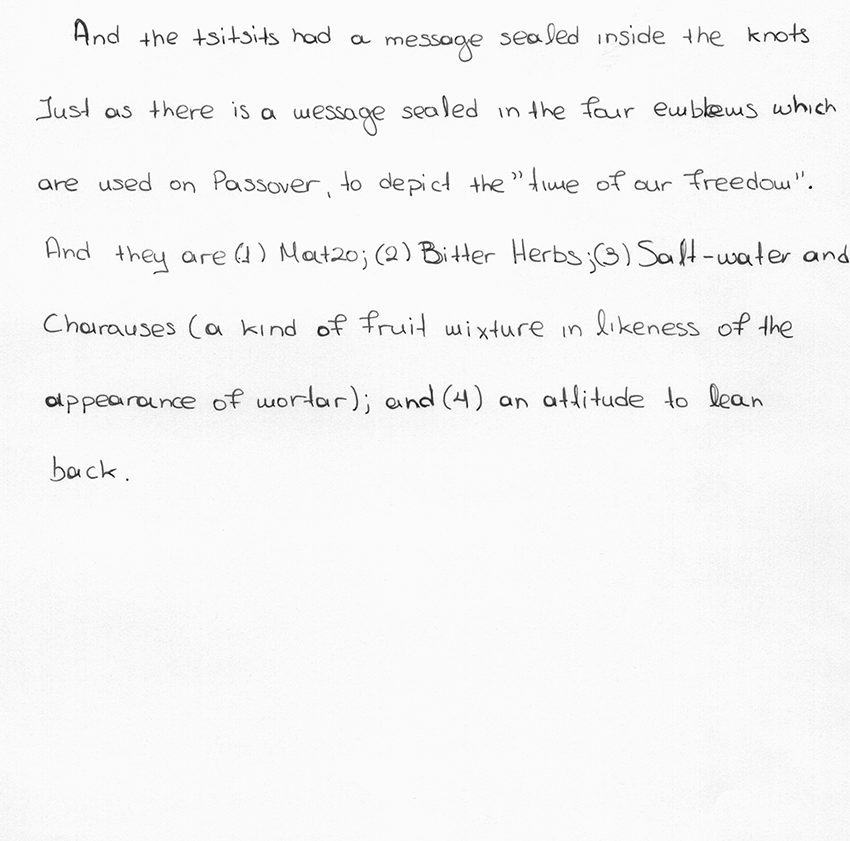 And the tsitsits had a message sealed inside the knots
Just as there is a message sealed in the four emblems which
are used on Passover, to depict the "time of our freedom".
And they are (1) Matzo; (2) Bitter Herbs; (3) Salt-water and
Charauses (a kind of fruit mixture in likeness of the
appearance of mortar); and (4) an attitude to lean
back.